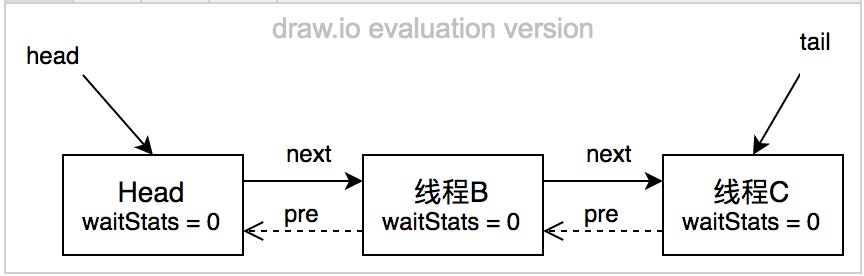 draw.io evaluation version
head
tail
next
next
Head
waitStats = 0
线程B
waitStats = 0
线程C
waitStats = 0
pre
pre